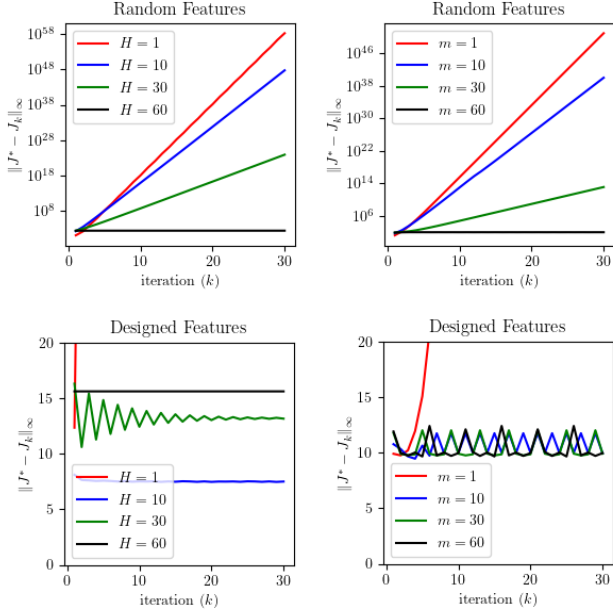 Random Features
10^58
10^48
10^38
10^28
10^18
10^8
‖J* − J_k‖_∞
H = 1
H = 10
H = 30
H = 60
0 10 20 30
iteration (k)
Random Features
10^46
10^38
10^30
10^22
10^14
10^6
‖J* − J_k‖_∞
m = 1
m = 10
m = 30
m = 60
0 10 20 30
iteration (k)
Designed Features
20
15
10
5
0
‖J* − J_k‖_∞
H = 1
H = 10
H = 30
H = 60
0 10 20 30
iteration (k)
Designed Features
20
15
10
5
0
‖J* − J_k‖_∞
m = 1
m = 10
m = 30
m = 60
0 10 20 30
iteration (k)